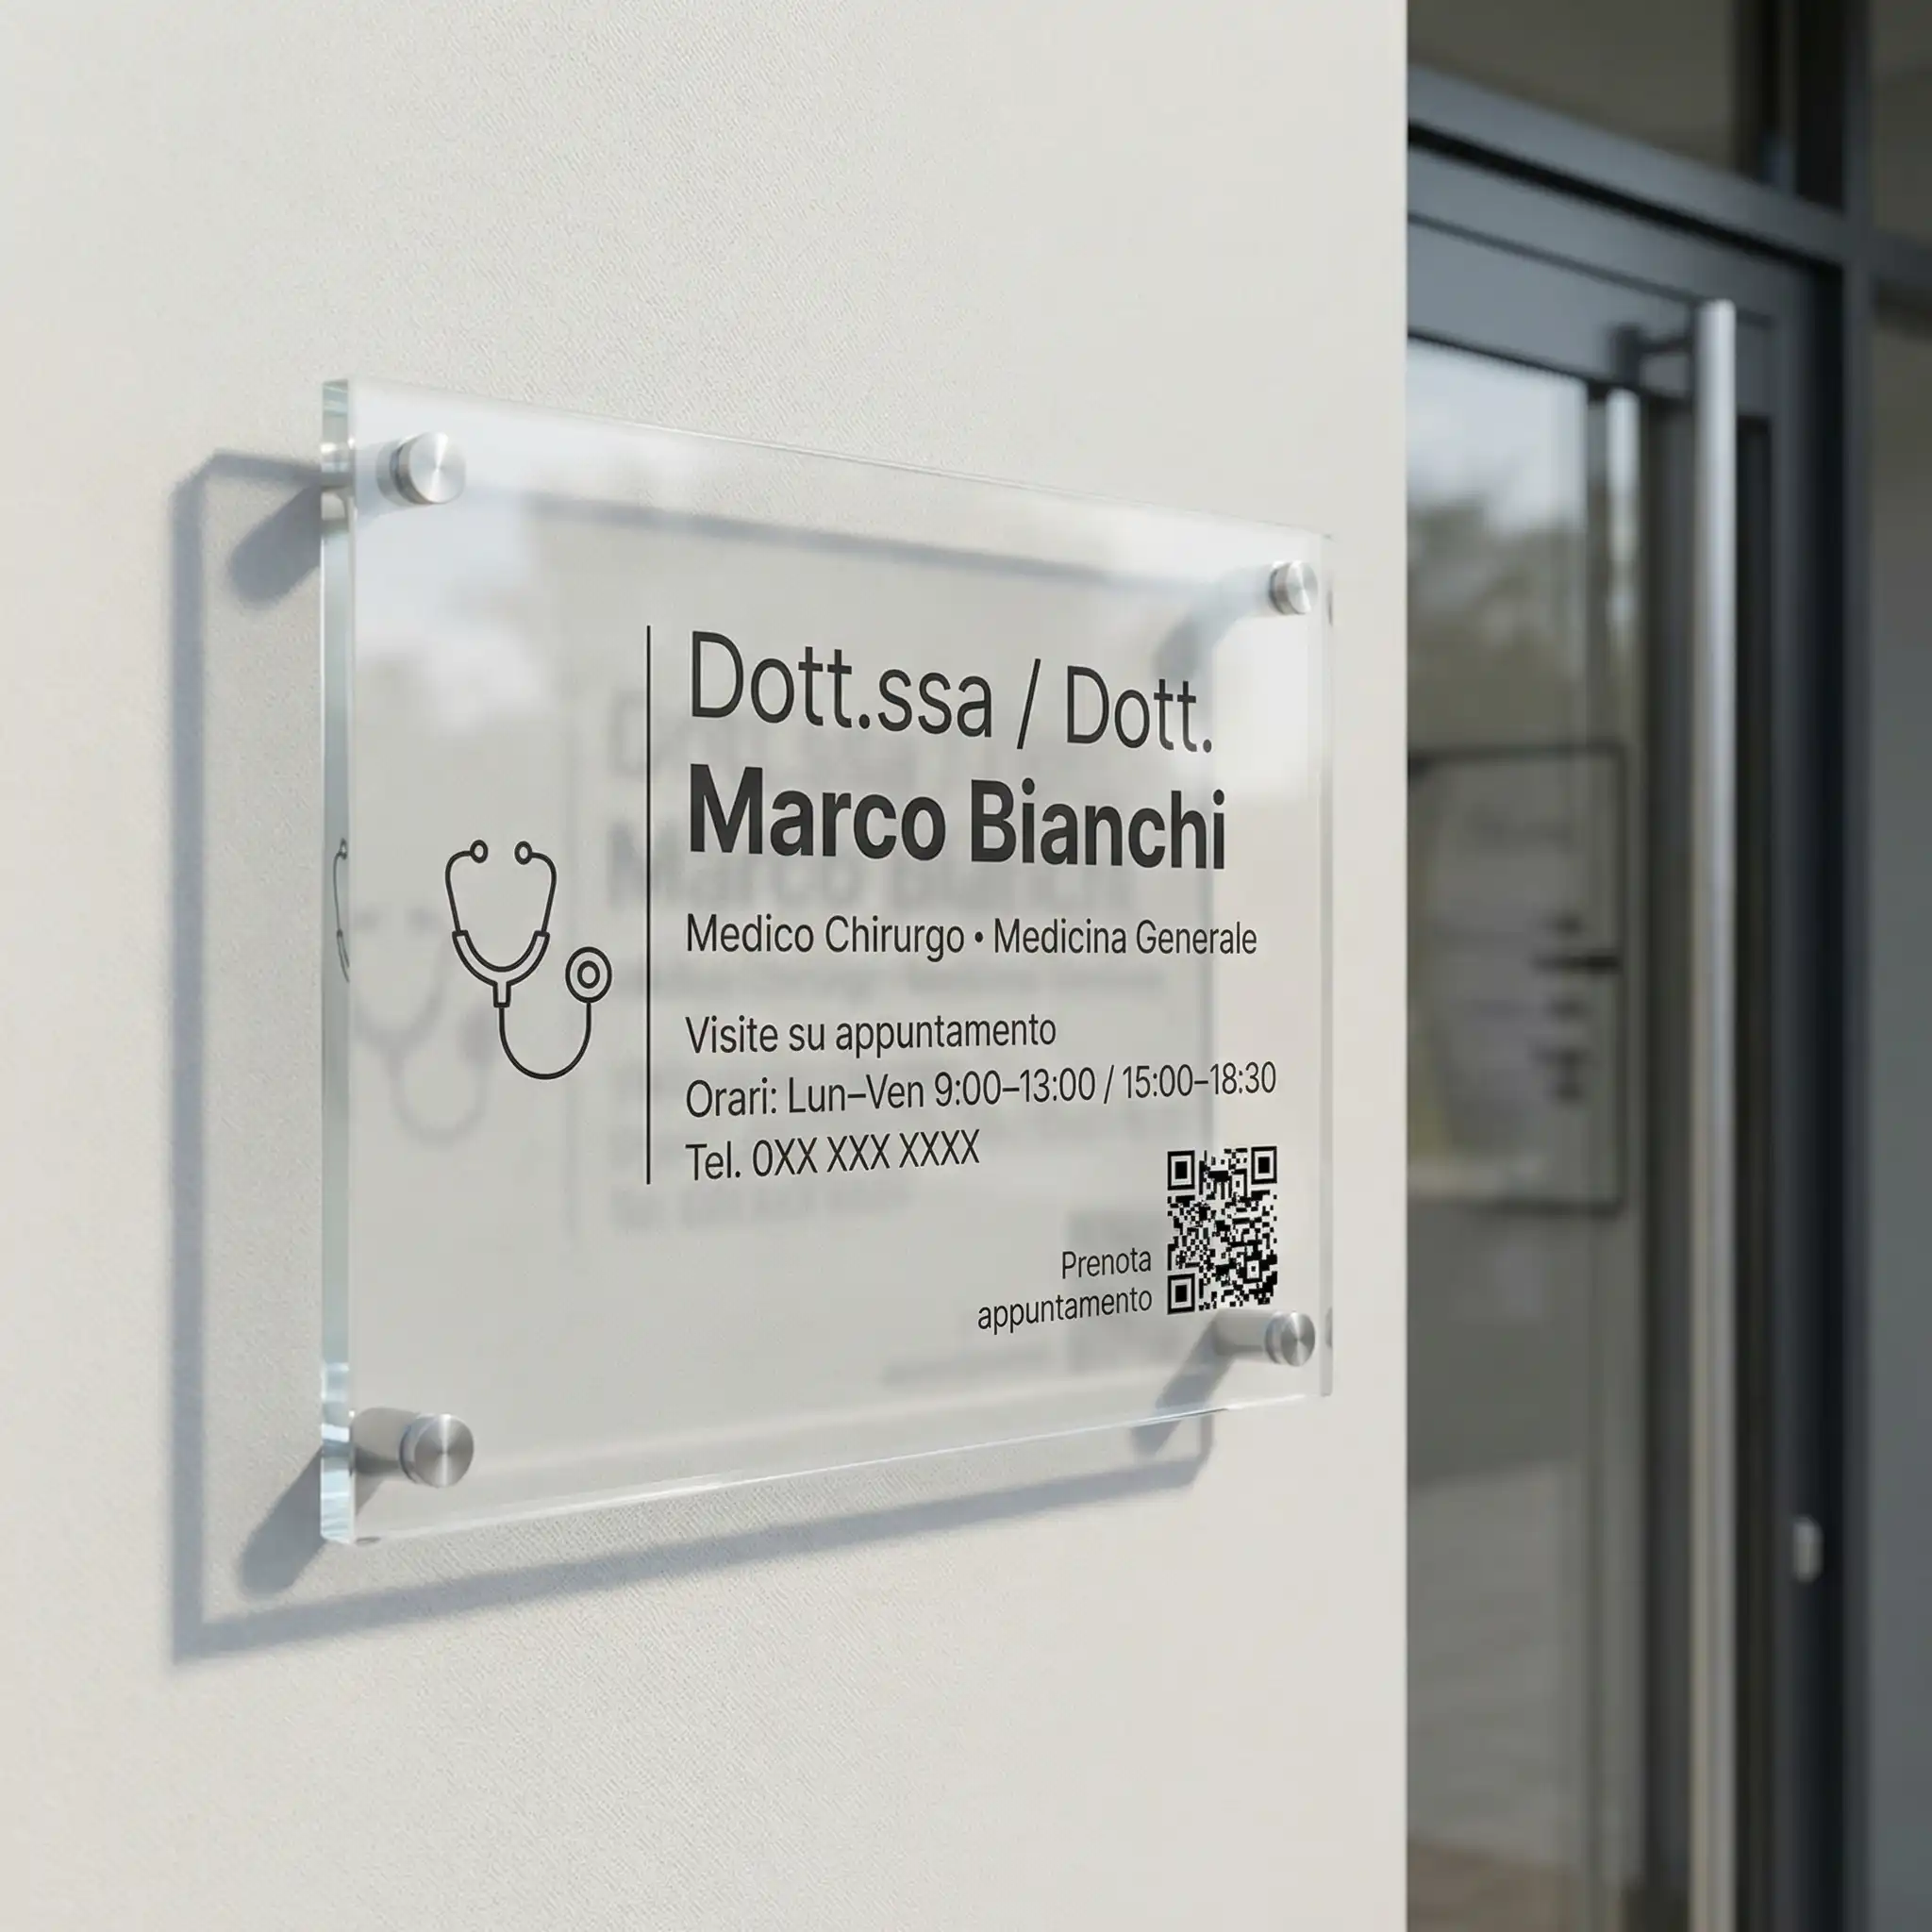 Dott.ssa / Dott.
Marco Bianchi
Medico Chirurgo • Medicina Generale
Visite su appuntamento
Orari: Lun–Ven 9:00–13:00 / 15:00–18:30
Tel. 0XX XXX XXXX
Prenota
appuntamento